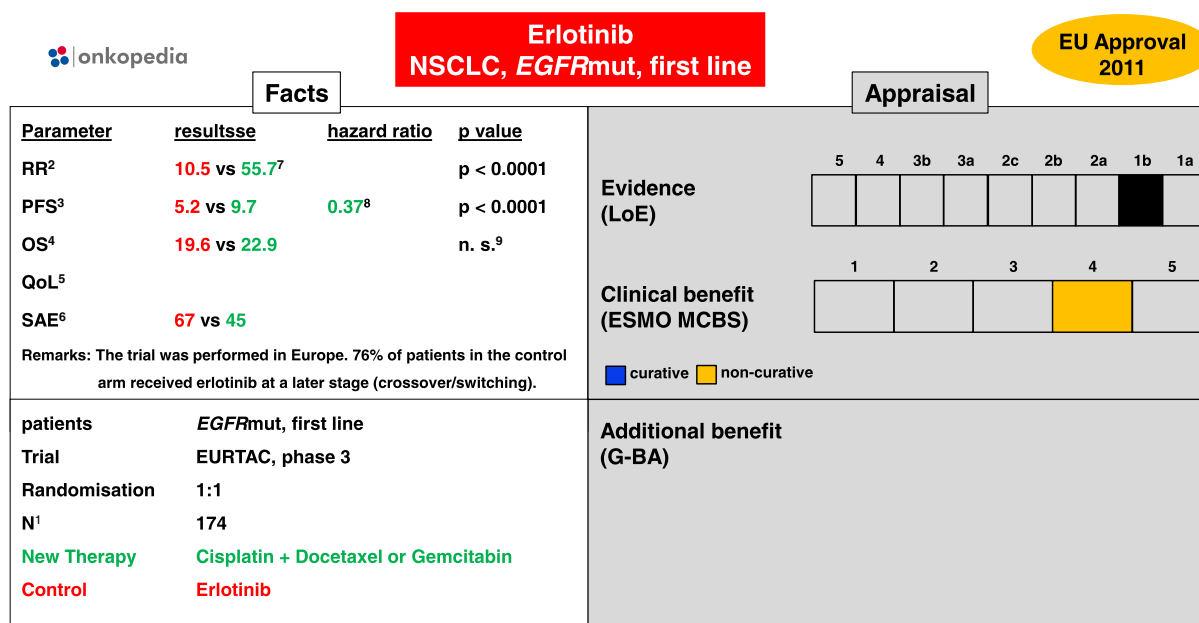 onkopedia
Erlotinib
NSCLC, EGFRmut, first line
EU Approval
2011
Facts
Parameter resultsse hazard ratio p value
RR² 10.5 vs 55.7⁷ p < 0.0001
PFS³ 5.2 vs 9.7 0.37⁸ p < 0.0001
OS⁴ 19.6 vs 22.9 n. s.⁹
QoL⁵
SAE⁶ 67 vs 45
Remarks: The trial was performed in Europe. 76% of patients in the control
arm received erlotinib at a later stage (crossover/switching).
patients EGFRmut, first line
Trial EURTAC, phase 3
Randomisation 1:1
N¹ 174
New Therapy Cisplatin + Docetaxel or Gemcitabin
Control Erlotinib
Appraisal
5 4 3b 3a 2c 2b 2a 1b 1a
Evidence
(LoE)
1 2 3 4 5
Clinical benefit
(ESMO MCBS)
curative non-curative
Additional benefit
(G-BA)